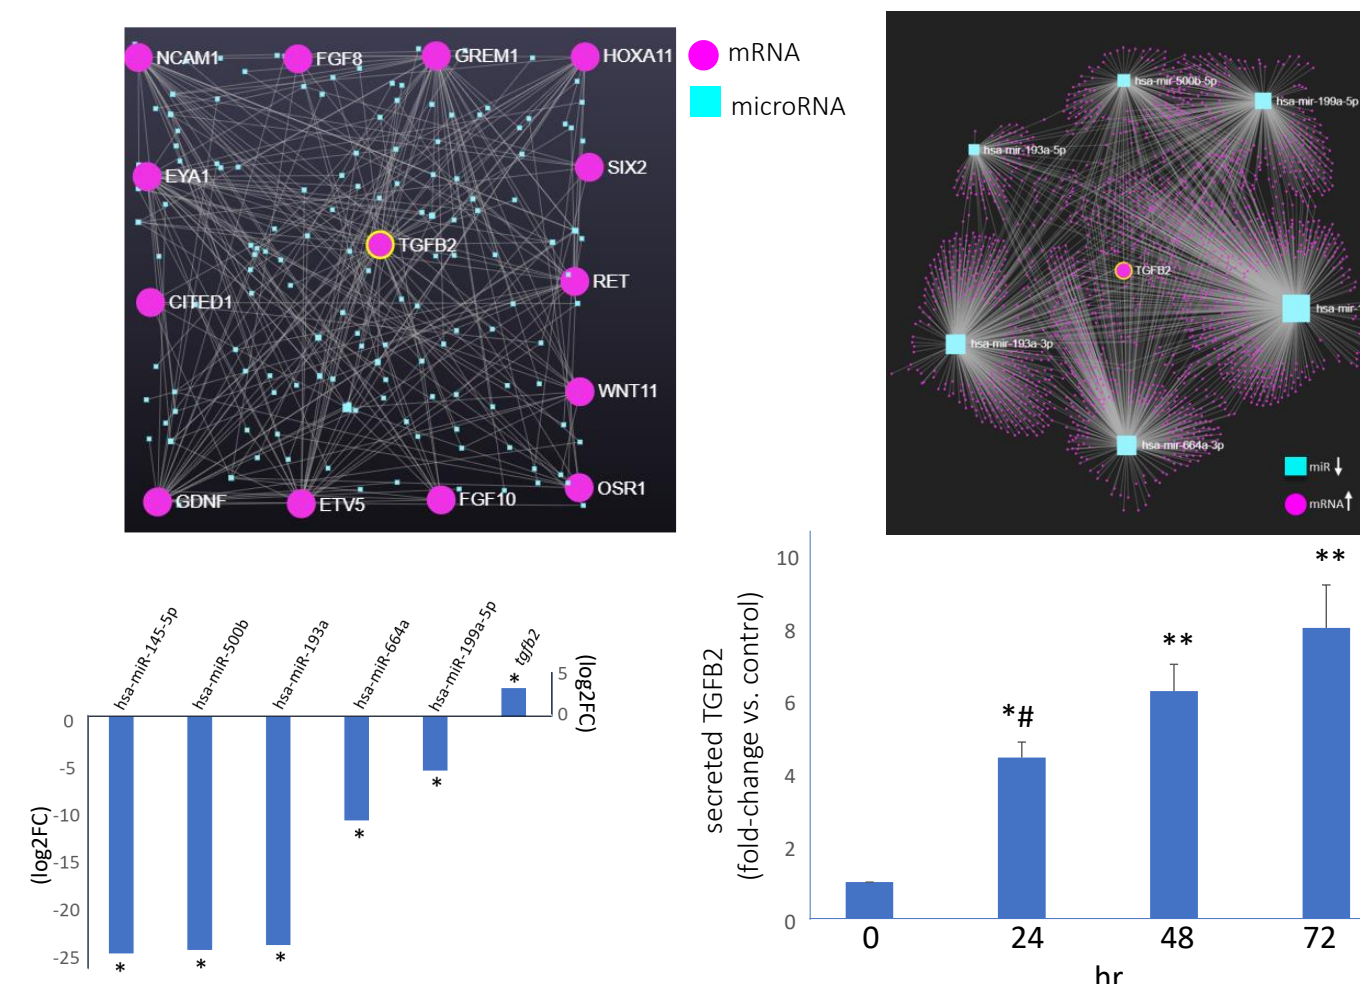 NCAM1
FGF8
GREM1
HOXA11
EYA1
SIX2
TGFB2
CITED1
RET
WNT11
GDNF
ETV5
FGF10
OSR1
mRNA
microRNA
hsa-mir-500b-5p
hsa-mir-199a-5p
hsa-mir-193a-5p
TGFB2
hsa-mir-
hsa-mir-193a-3p
hsa-mir-664a-3p
miR ↓
mRNA ↑
hsa-miR-145-5p
hsa-miR-500b
hsa-miR-193a
hsa-miR-664a
hsa-miR-199a-5p
* tgfb2
5
0
(log2FC)
0
-5
-10
-15
-20
-25
(log2FC)
*
*
*
*
*
secreted TGFB2
(fold-change vs. control)
10
8
6
4
2
0
*#
**
**
0
24
48
72
hr